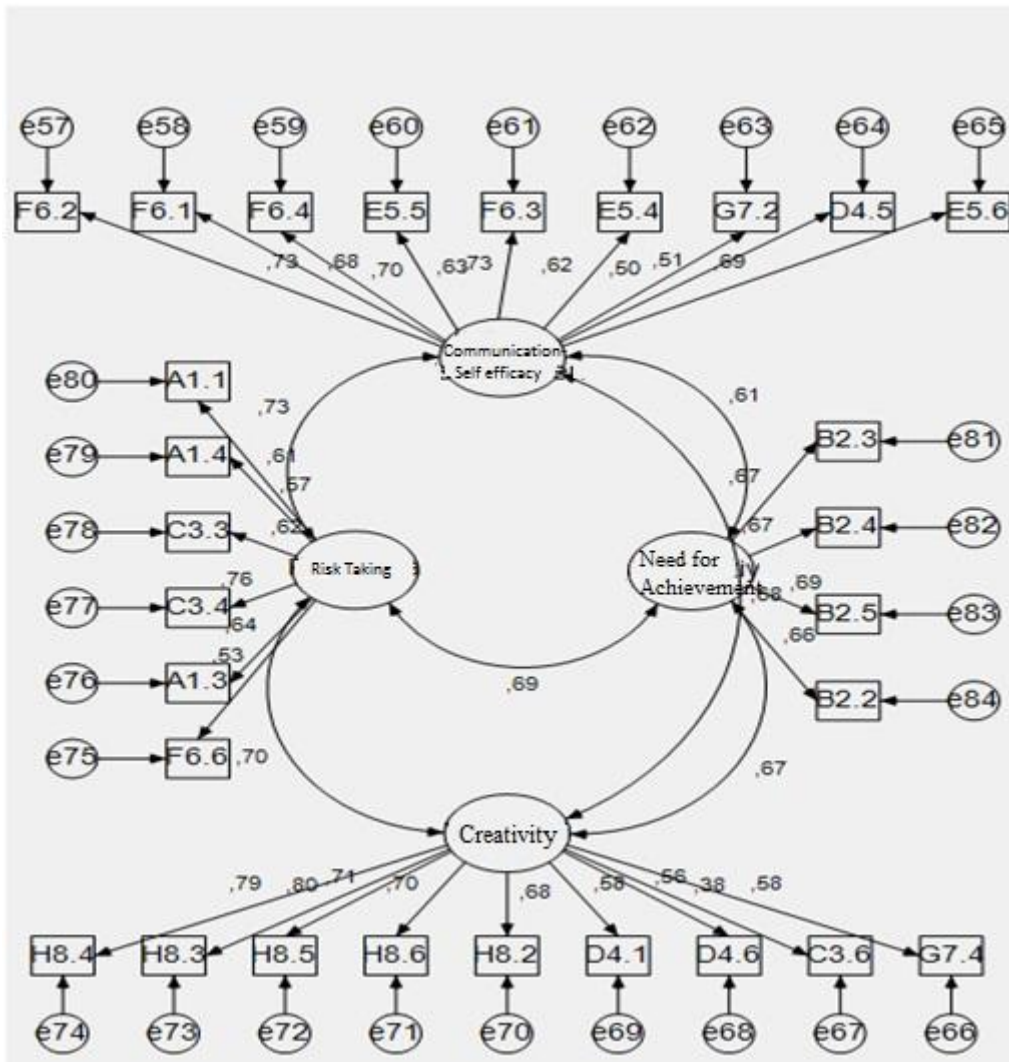 e57 e58 e59 e60 e61 e62 e63 e64 e65
F6.2 F6.1 F6.4 E5.5 F6.3 E5.4 G7.2 D4.5 E5.6
,73 ,68 ,70 ,63 ,73 ,62 ,50 ,51 ,69
Communication-
Self efficacy
e80 A1.1
,73
,61
e79 A1.4
,61
,57
B2.3 e81
,67
e78 C3.3
,62
,67
B2.4 e82
Risk Taking
Need for
Achievement
,76
,68
,69
e77 C3.4
B2.5 e83
,64
,66
,53
e76 A1.3
,69
B2.2 e84
e75 F6.6
,70
,67
Creativity
,79 ,80 ,71 ,70 ,68 ,58 ,56 ,38 ,58
H8.4 H8.3 H8.5 H8.6 H8.2 D4.1 D4.6 C3.6 G7.4
e74 e73 e72 e71 e70 e69 e68 e67 e66